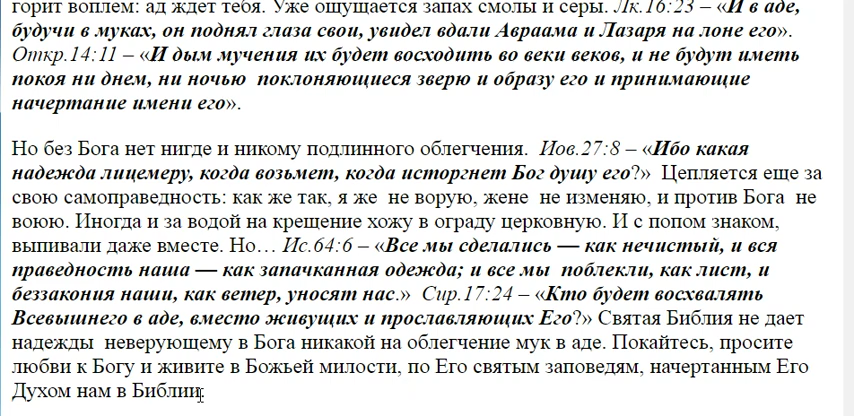 горит воплем: ад ждет тебя. Уже ощущается запах смолы и серы. Лк.16:23 – «И в аде,
будучи в муках, он поднял глаза свои, увидел вдали Авраама и Лазаря на лоне его».
Откр.14:11 – «И дым мучения их будет восходить во веки веков, и не будут иметь
покоя ни днем, ни ночью поклоняющиеся зверю и образу его и принимающие
начертание имени его».
Но без Бога нет нигде и никому подлинного облегчения. Иов.27:8 – «Ибо какая
надежда лицемеру, когда возьмет, когда исторгнет Бог душу его?» Цепляется еще за
свою самоправедность: как же так, я же не ворую, жене не изменяю, и против Бога не
воюю. Иногда и за водой на крещение хожу в ограду церковную. И с попом знаком,
выпивали даже вместе. Но… Ис.64:6 – «Все мы сделались — как нечистый, и вся
праведность наша — как запачканная одежда; и все мы поблекли, как лист, и
беззакония наши, как ветер, уносят нас.» Сир.17:24 – «Кто будет восхвалять
Всевышнего в аде, вместо живущих и прославляющих Его?» Святая Библия не дает
надежды неверующему в Бога никакой на облегчение мук в аде. Покайтесь, просите
любви к Богу и живите в Божьей милости, по Его святым заповедям, начертанным Его
Духом нам в Библии.